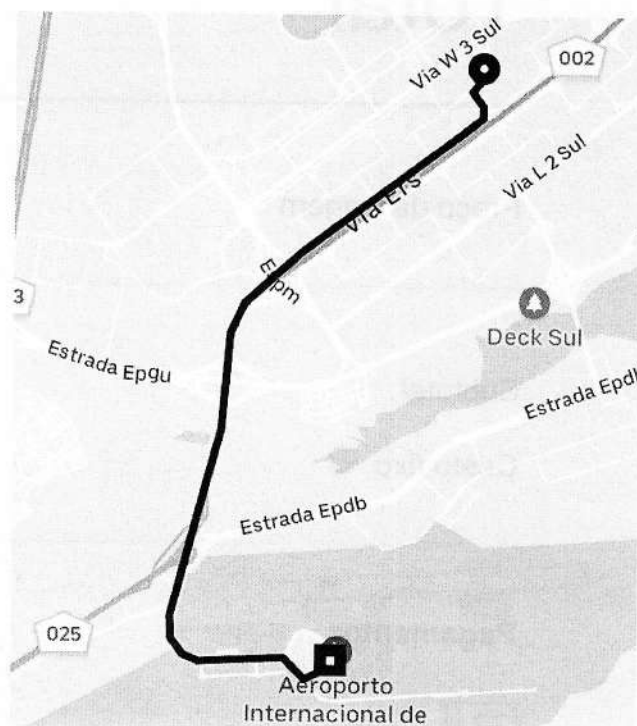 Via W 3 Sul
002
Via L 2 Sul
Via Ers
Epm
3
Deck Sul
Estrada Epgu
Estrada Epdb
Estrada Epdb
025
Aeroporto
Internacional de